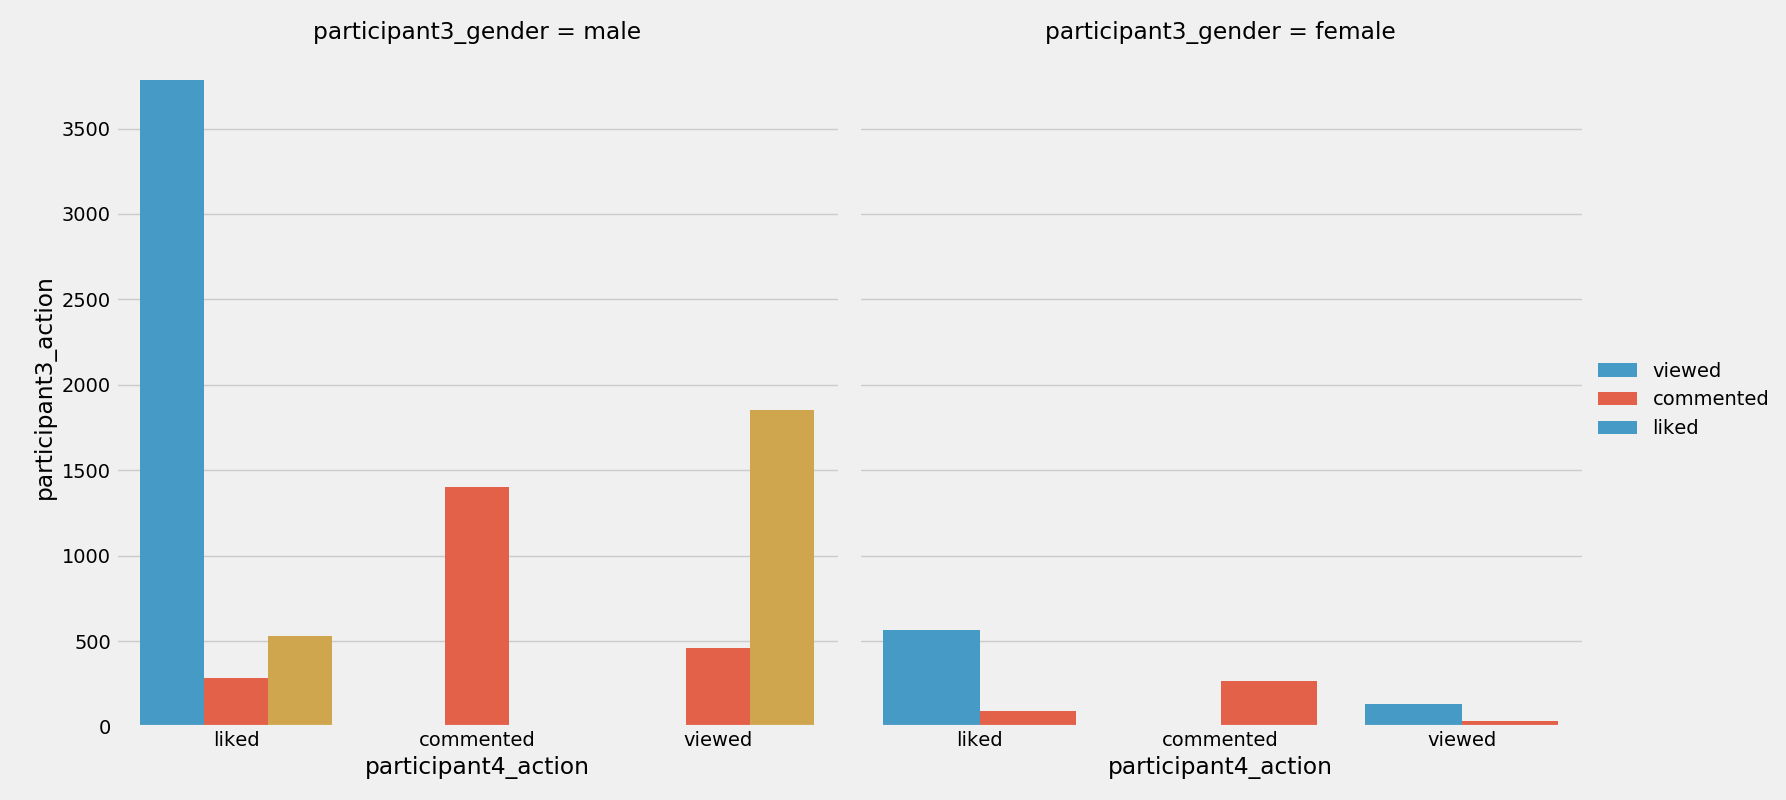 participant3_gender = male
participant3_gender = female
participant3_action
3500
3000
2500
2000
1500
1000
500
0
liked commented viewed
liked commented viewed
participant4_action
participant4_action
viewed
commented
liked